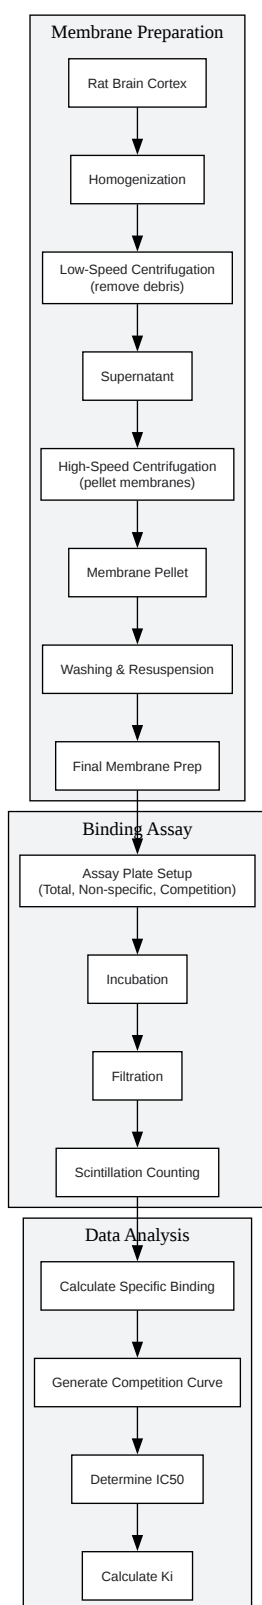 Membrane Preparation
Rat Brain Cortex
Homogenization
Low-Speed Centrifugation
(remove debris)
Supernatant
High-Speed Centrifugation
(pellet membranes)
Membrane Pellet
Washing & Resuspension
Final Membrane Prep
Binding Assay
Assay Plate Setup
(Total, Non-specific, Competition)
Incubation
Filtration
Scintillation Counting
Data Analysis
Calculate Specific Binding
Generate Competition Curve
Determine IC50
Calculate Ki